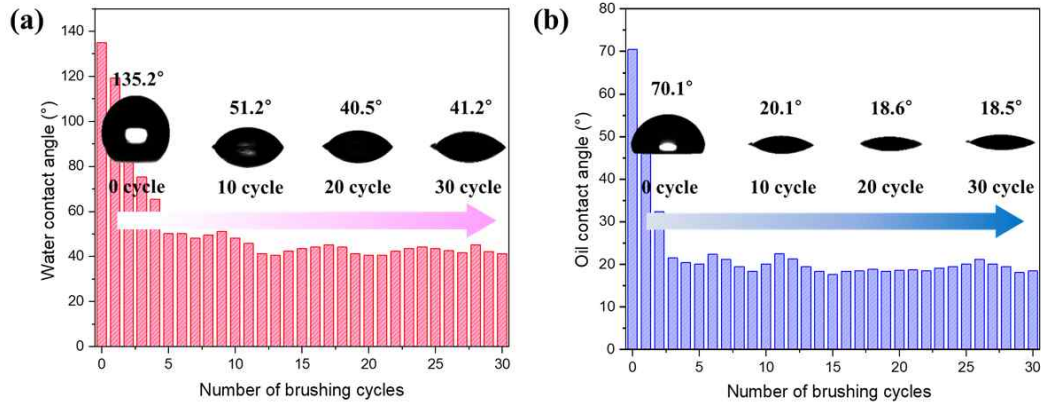 (a)
140
120
100
80
60
40
20
0
Water contact angle (°)
135.2°
51.2°
40.5°
41.2°
0 cycle
10 cycle
20 cycle
30 cycle
0
5
10
15
20
25
30
Number of brushing cycles
(b)
80
70
60
50
40
30
20
10
0
Oil contact angle (°)
70.1°
20.1°
18.6°
18.5°
0 cycle
10 cycle
20 cycle
30 cycle
0
5
10
15
20
25
30
Number of brushing cycles